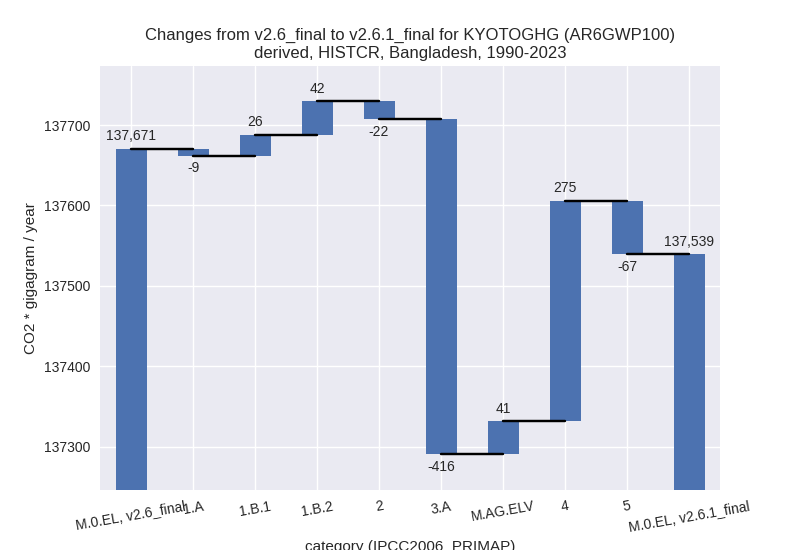 Changes from v2.6_final to v2.6.1_final for KYOTOGHG (AR6GWP100)
derived, HISTCR, Bangladesh, 1990-2023
CO2 * gigagram / year
137700
137600
137500
137400
137300
137,671
-9
26
42
-22
-416
41
275
-67
137,539
M.0.EL, v2.6_final
1.A
1.B.1
1.B.2
2
3.A
M.AG.ELV
4
5
M.0.EL, v2.6.1_final
category (IPCC2006_PRIMAP)